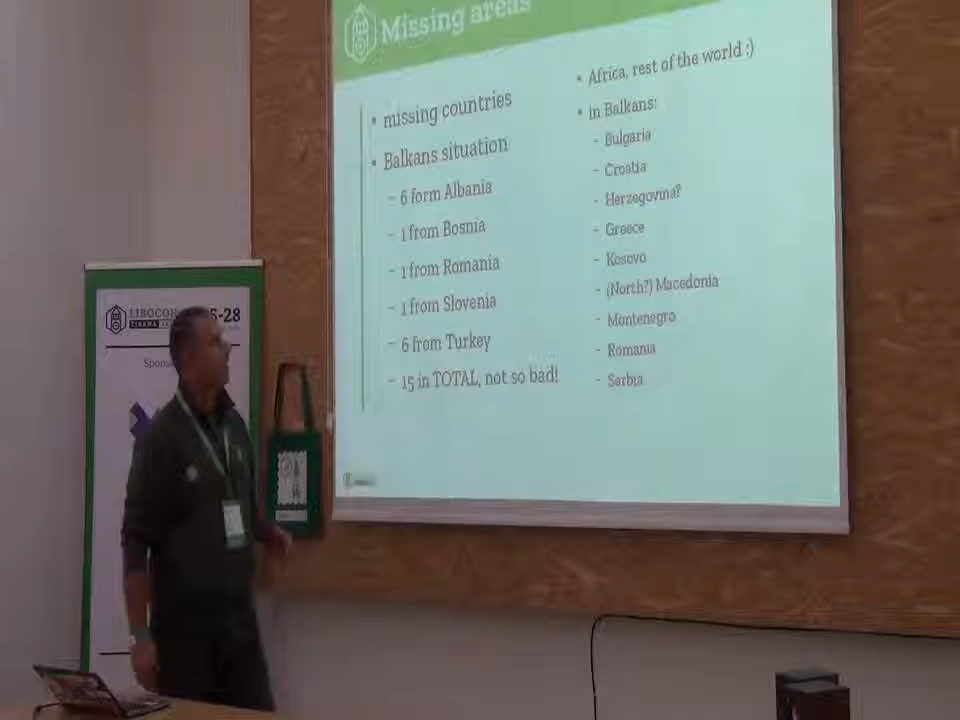 Missing areas
• missing countries
• Balkans situation
– 6 form Albania
– 1 from Bosnia
– 1 from Romania
– 1 from Slovenia
– 6 from Turkey
– 15 in TOTAL, not so bad!
• Africa, rest of the world :)
• in Balkans:
– Bulgaria
– Croatia
– Herzegovina?
– Greece
– Kosovo
– (North?) Macedonia
– Montenegro
– Romania
– Serbia
LIBOCON
-28
TIRANA
Spons